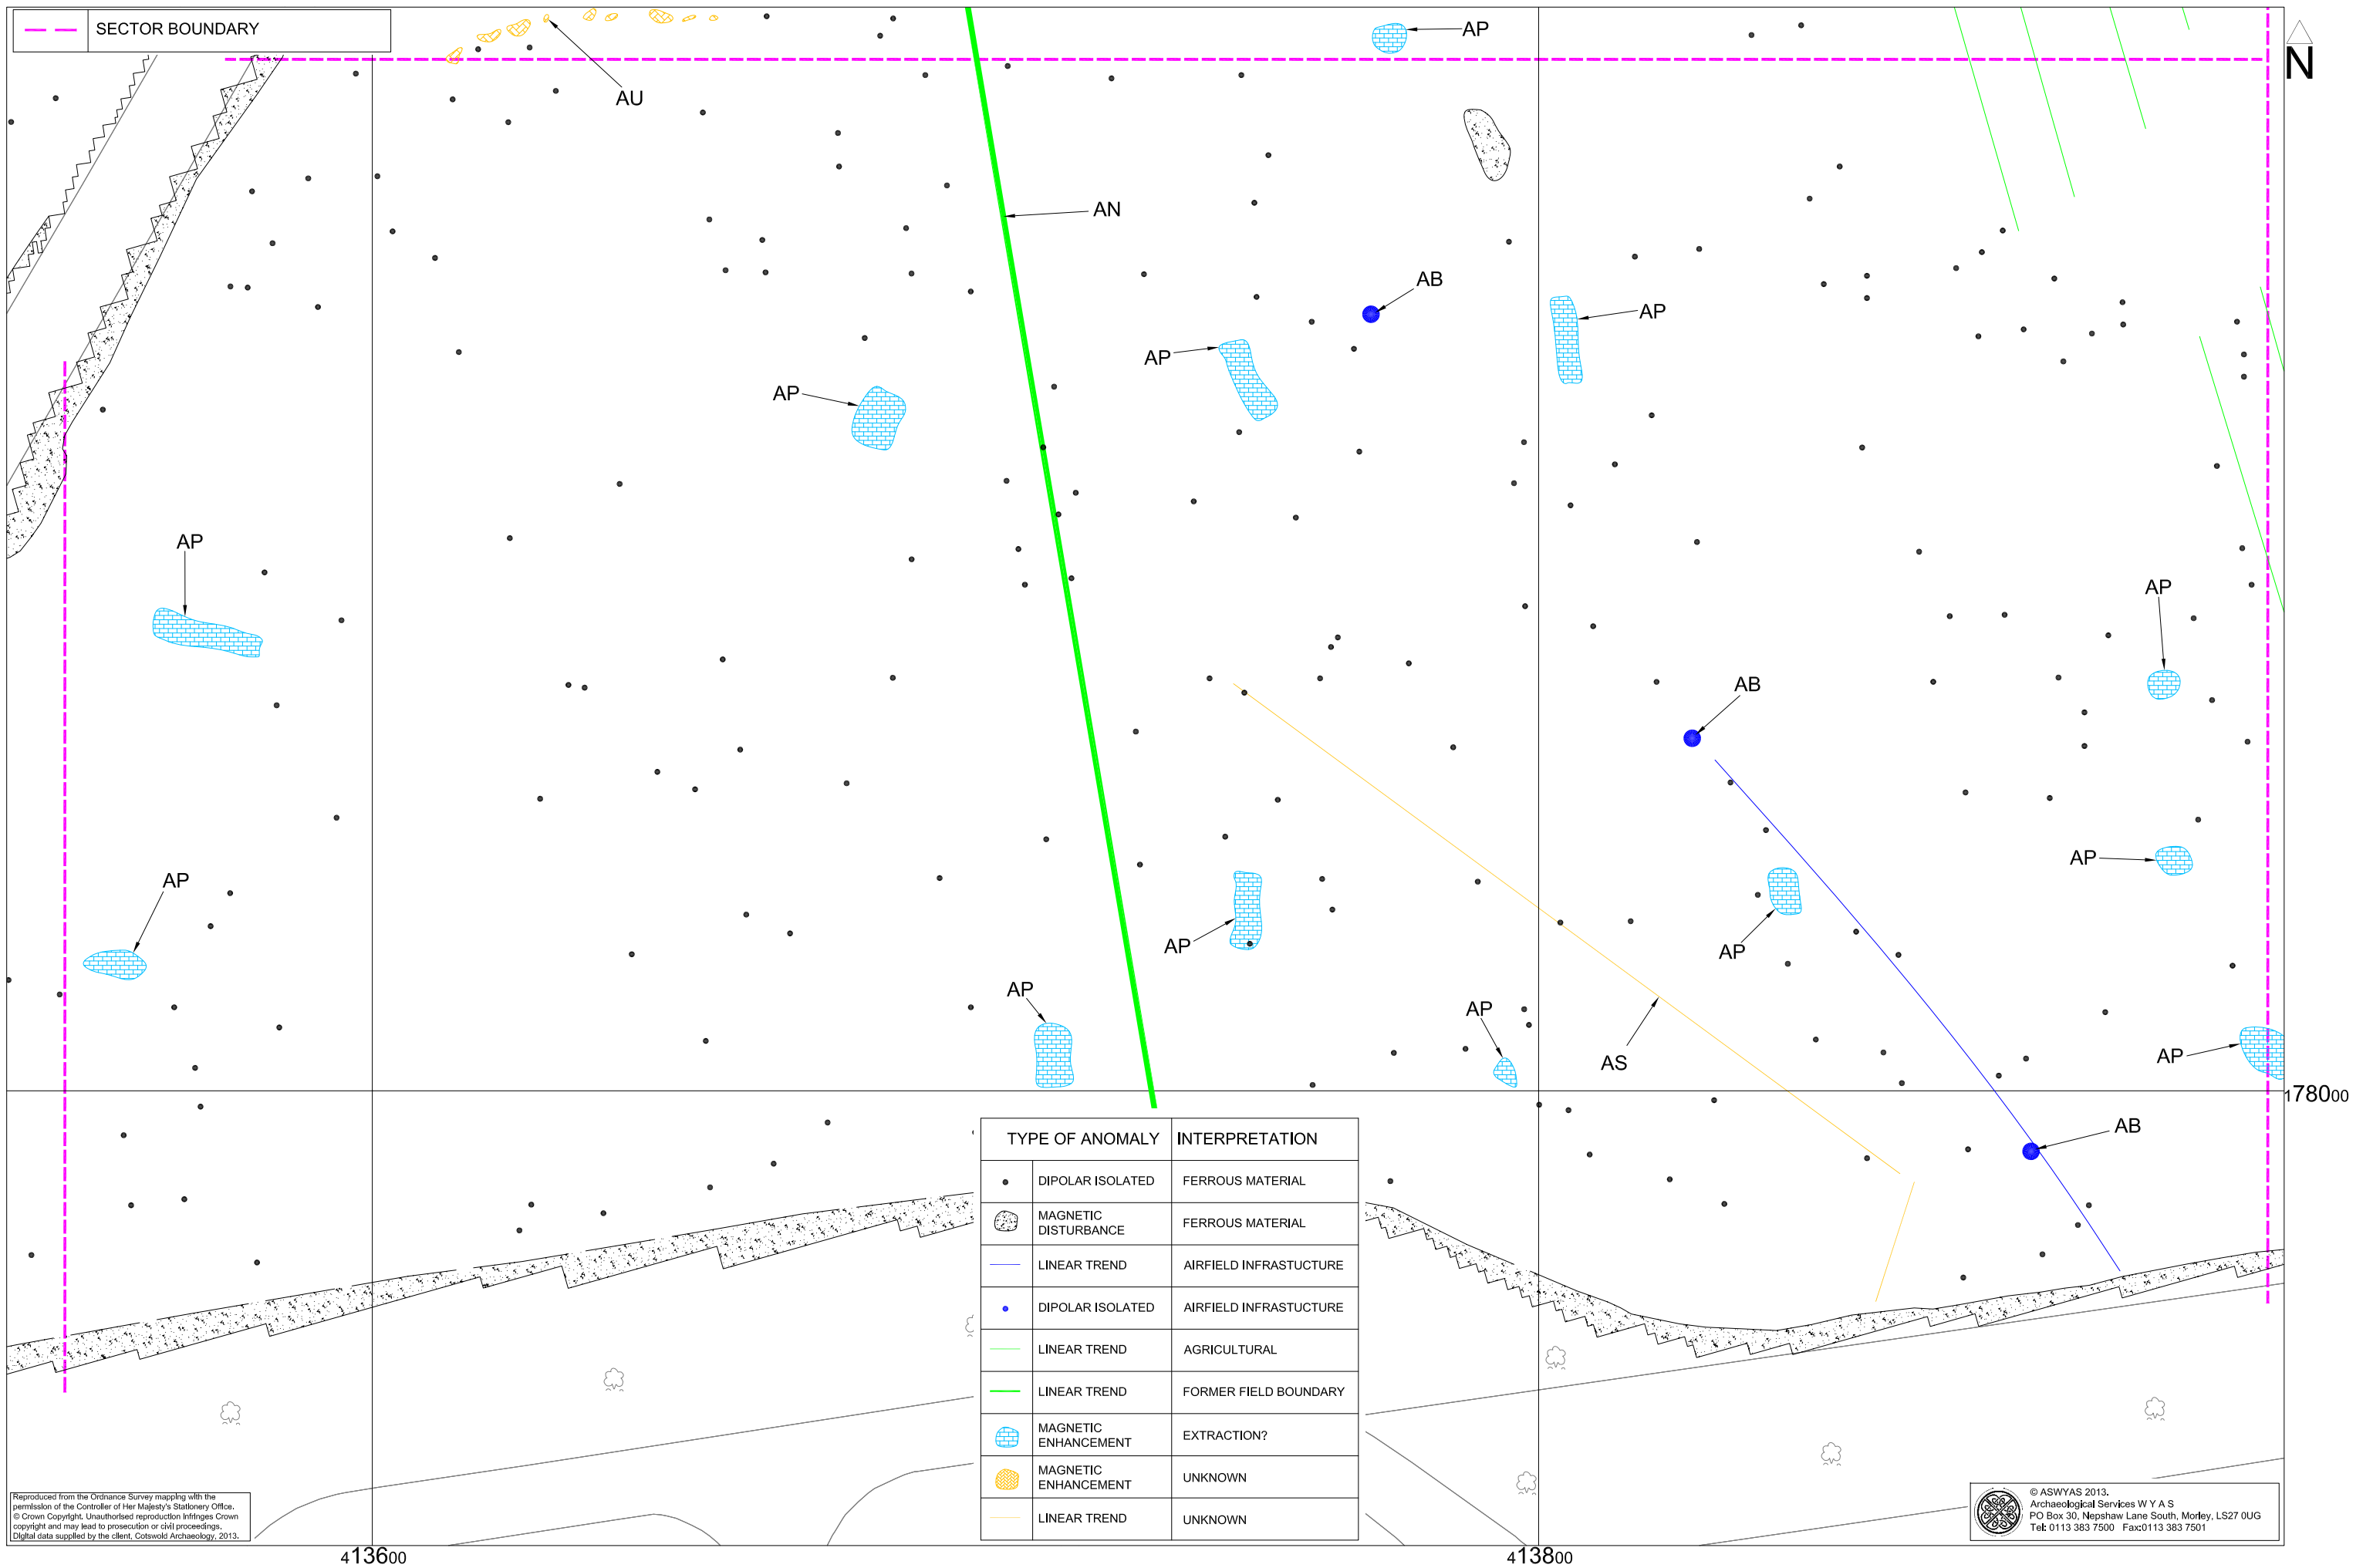 SECTOR BOUNDARY
AP
N
AU
AN
AB
AP
AP
AP
AP
AP
AB
AP
AP
AP
AP
AP
AP
AS
AP
AB
17800
TYPE OF ANOMALY INTERPRETATION
DIPOLAR ISOLATED FERROUS MATERIAL
MAGNETIC
DISTURBANCE
FERROUS MATERIAL
LINEAR TREND AIRFIELD INFRASTUCTURE
DIPOLAR ISOLATED AIRFIELD INFRASTUCTURE
LINEAR TREND AGRICULTURAL
LINEAR TREND FORMER FIELD BOUNDARY
MAGNETIC
ENHANCEMENT
EXTRACTION?
MAGNETIC
ENHANCEMENT
UNKNOWN
LINEAR TREND UNKNOWN
Reproduced from the Ordnance Survey mapping with the
permission of the Controller of Her Majesty's Stationery Office.
© Crown Copyright. Unauthorised reproduction infringes Crown
copyright and may lead to prosecution or civil proceedings.
Digital data supplied by the client, Cotswold Archaeology, 2013.
© ASWYAS 2013.
Archaeological Services W Y A S
PO Box 30, Nepshaw Lane South, Morley, LS27 0UG
Tel: 0113 383 7500 Fax:0113 383 7501
413600
413800